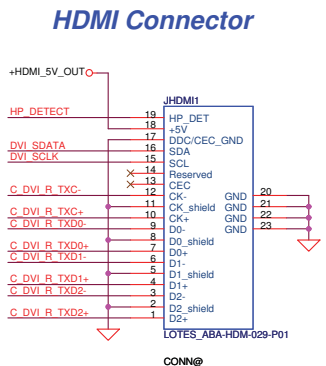 HDMI Connector
+HDMI_5V_OUT
JHDMI1
HP_DETECT 19 HP_DET
18 +5V
17 DDC/CEC_GND
DVI_SDATA 16 SDA
DVI_SCLK 15 SCL
14 Reserved
13 CEC
C_DVI_R_TXC- 12 CK- GND 20
11 CK_shield GND 21
C_DVI_R_TXC+ 10 CK+ GND 22
C_DVI_R_TXD0- 9 D0- GND 23
8 D0_shield
C_DVI_R_TXD0+ 7 D0+
C_DVI_R_TXD1- 6 D1-
5 D1_shield
C_DVI_R_TXD1+ 4 D1+
C_DVI_R_TXD2- 3 D2-
2 D2_shield
C_DVI_R_TXD2+ 1 D2+
LOTES_ABA-HDM-029-P01
CONN@